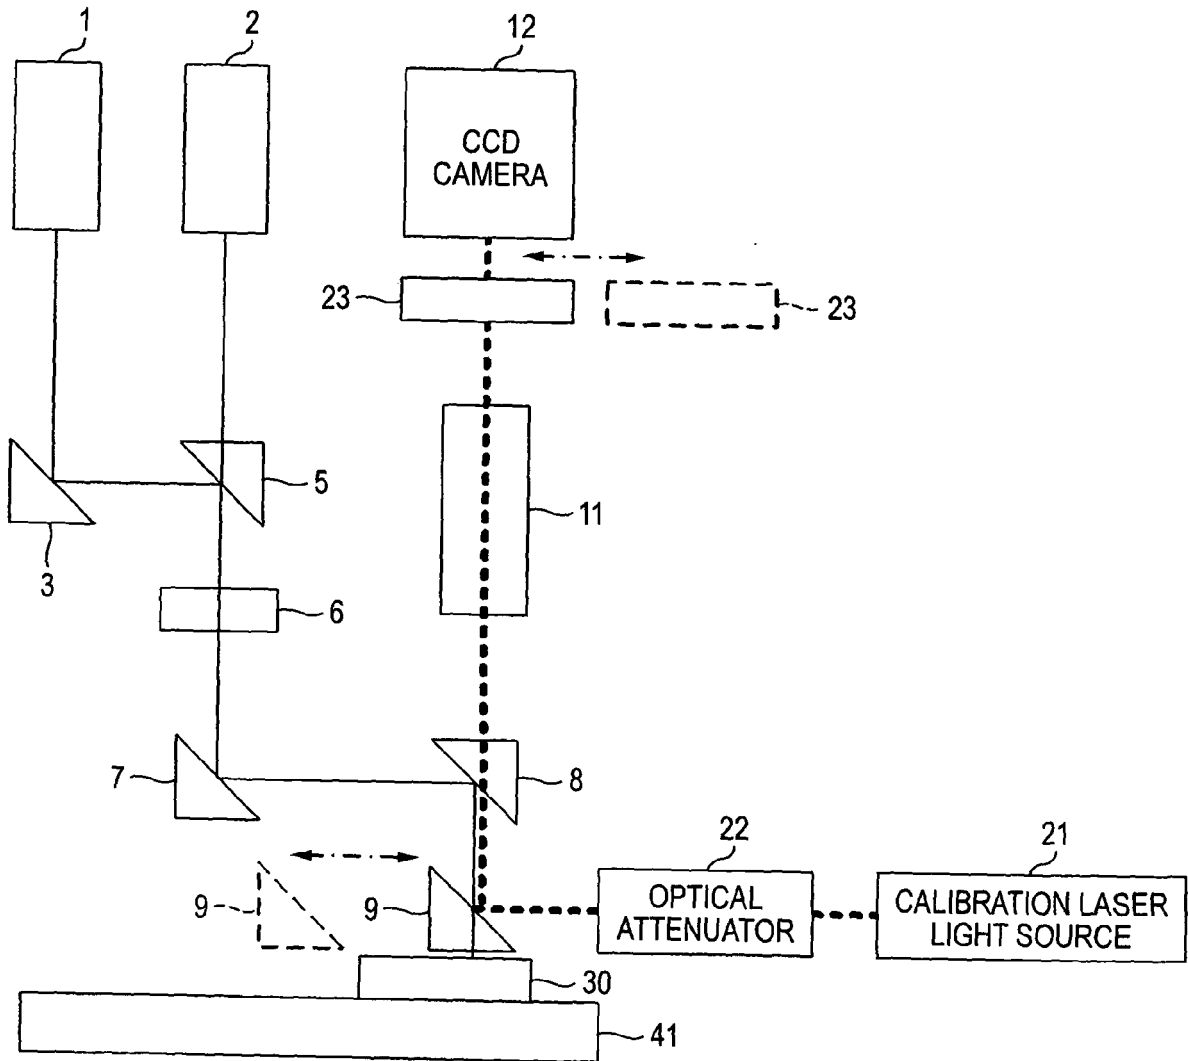 1
2
12
CCD
CAMERA
23
23
5
11
3
6
7
8
22
21
9
9
OPTICAL
ATTENUATOR
CALIBRATION LASER
LIGHT SOURCE
30
41